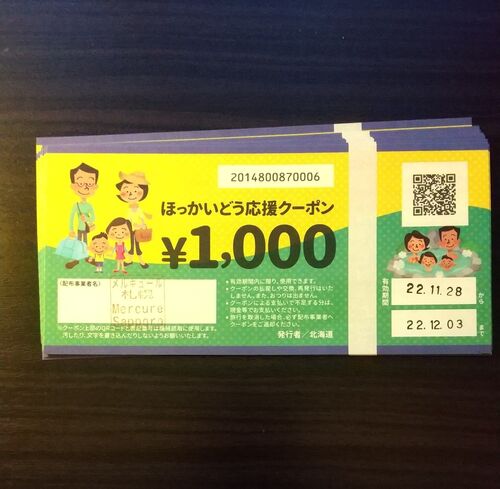 2014800870006
ほっかいどう応援クーポン
¥1,000
(配布事業者名)
メルキュール
札幌
Mercure
Sapporo
※クーポン上部のQRコードと表記番号は機械読取に使用します。
汚したり、文字を書き込んだりしないようお願いいたします。
●有効期間内に限り、使用できます。
●クーポンの払戻しや交換、再発行はいた
しません。また、おつりは出ません。
●クーポンによる支払いで不足する分は、
現金等でお支払いください。
●旅行を取消した場合、必ず配布事業者へ
クーポンをご返却ください。
発行者／北海道
有効期間
22.11.28
から
22.12.03
まで